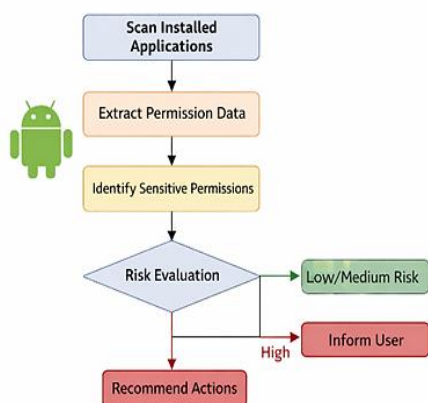 Scan Installed
Applications
Extract Permission Data
Identify Sensitive Permissions
Risk Evaluation
Low/Medium Risk
High
Inform User
Recommend Actions